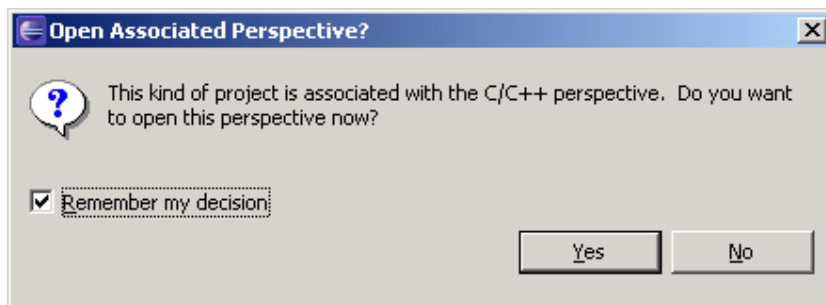 Open Associated Perspective?
This kind of project is associated with the C/C++ perspective. Do you want
to open this perspective now?
Remember my decision
Yes No